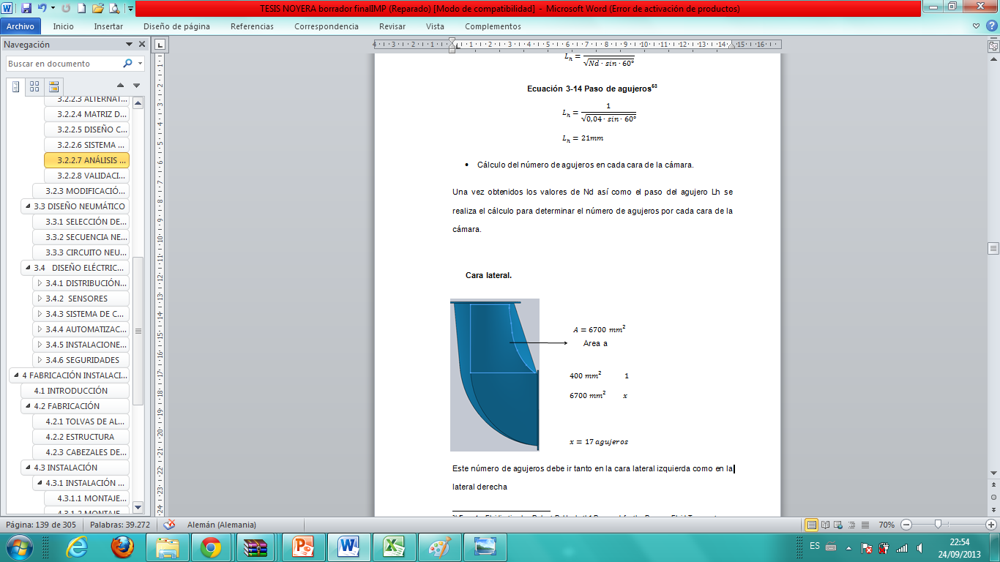 TESIS NOYERA borrador finalIMP (Reparado) [Modo de compatibilidad] - Microsoft Word (Error de activación de productos)
Archivo Inicio Insertar Diseño de página Referencias Correspondencia Revisar Vista Complementos
Navegación
Buscar en documento
3.2.2.3 ALTERNAT...
3.2.2.4 MATRIZ D...
3.2.2.5 DISEÑO C...
3.2.2.6 SISTEMA ...
3.2.2.7 ANÁLISIS ...
3.2.2.8 VALIDACI...
3.2.3 MODIFICACIÓ...
3.3 DISEÑO NEUMÁTICO
3.3.1 SELECCIÓN DE...
3.3.2 SECUENCIA NE...
3.3.3 CIRCUITO NEU...
3.4 DISEÑO ELÉCTRIC...
3.4.1 DISTRIBUCIÓN...
3.4.2 SENSORES
3.4.3 SISTEMA DE C...
3.4.4 AUTOMATIZAC...
3.4.5 INSTALACIONE...
3.4.6 SEGURIDADES
4 FABRICACIÓN INSTALACI...
4.1 INTRODUCCIÓN
4.2 FABRICACIÓN
4.2.1 TOLVAS DE AL...
4.2.2 ESTRUCTURA
4.2.3 CABEZALES DE...
4.3 INSTALACIÓN
4.3.1 INSTALACIÓN ...
4.3.1.1 MONTAJE...
4.3.1.2 MONTAJE
L_h = √Nd · sin · 60°
Ecuación 3-14 Paso de agujeros
L_h = 1 / √0,04 · sin · 60°
L_h = 21mm
• Cálculo del número de agujeros en cada cara de la cámara.
Una vez obtenidos los valores de Nd así como el paso del agujero Lh se
realiza el cálculo para determinar el número de agujeros por cada cara de la
cámara.
Cara lateral.
A = 6700 mm²
Area a
400 mm² 1
6700 mm² x
x = 17 agujeros
Este número de agujeros debe ir tanto en la cara lateral izquierda como en la
lateral derecha
Página: 139 de 305 Palabras: 39.272 Alemán (Alemania) 70%
ES 22:54
24/09/2013